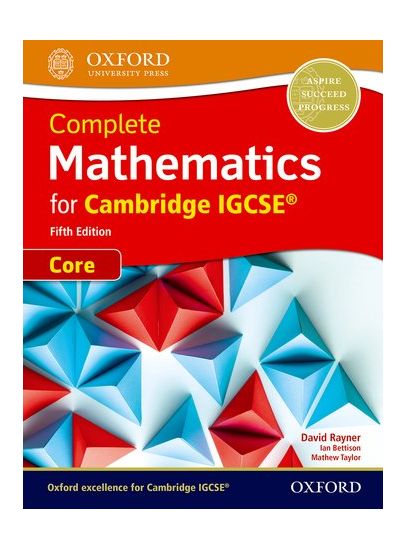 OXFORD
UNIVERSITY PRESS
ASPIRE
SUCCEED
PROGRESS
Complete
Mathematics
for Cambridge IGCSE®
Fifth Edition
Core
David Rayner
Ian Bettison
Mathew Taylor
Oxford excellence for Cambridge IGCSE®
OXFORD